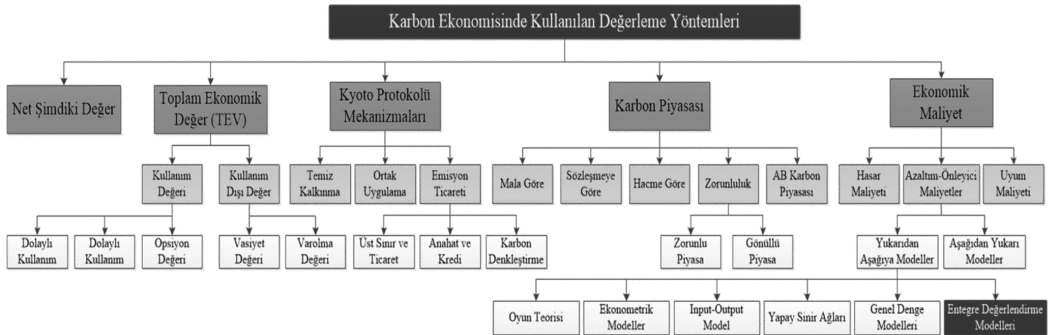 Karbon Ekonomisinde Kullanılan Değerleme Yöntemleri
Net Şimdiki Değer
Toplam Ekonomik
Değer (TEV)
Kyoto Protokolü
Mekanizmaları
Karbon Piyasası
Ekonomik
Maliyet
Kullanım
Değeri
Kullanım
Dışı Değer
Temiz
Kalkınma
Ortak
Uygulama
Emisyon
Ticareti
Mala Göre
Sözleşmeye
Göre
Hacme Göre
Zorunluluk
AB Karbon
Piyasası
Hasar
Maliyeti
Azaltım-Önleyici
Maliyetler
Uyum
Maliyeti
Dolaylı
Kullanım
Dolaylı
Kullanım
Opsiyon
Değeri
Vasiyet
Değeri
Varolma
Değeri
Üst Sınır ve
Ticaret
Anahat ve
Kredi
Karbon
Denkleştirme
Zorunlu
Piyasa
Gönüllü
Piyasa
Yukarıdan
Aşağıya Modeller
Aşağıdan Yukarı
Modeller
Oyun Teorisi
Ekonometrik
Modeller
Input-Output
Model
Yapay Sinir Ağları
Genel Denge
Modelleri
Entegre Değerlendirme
Modelleri